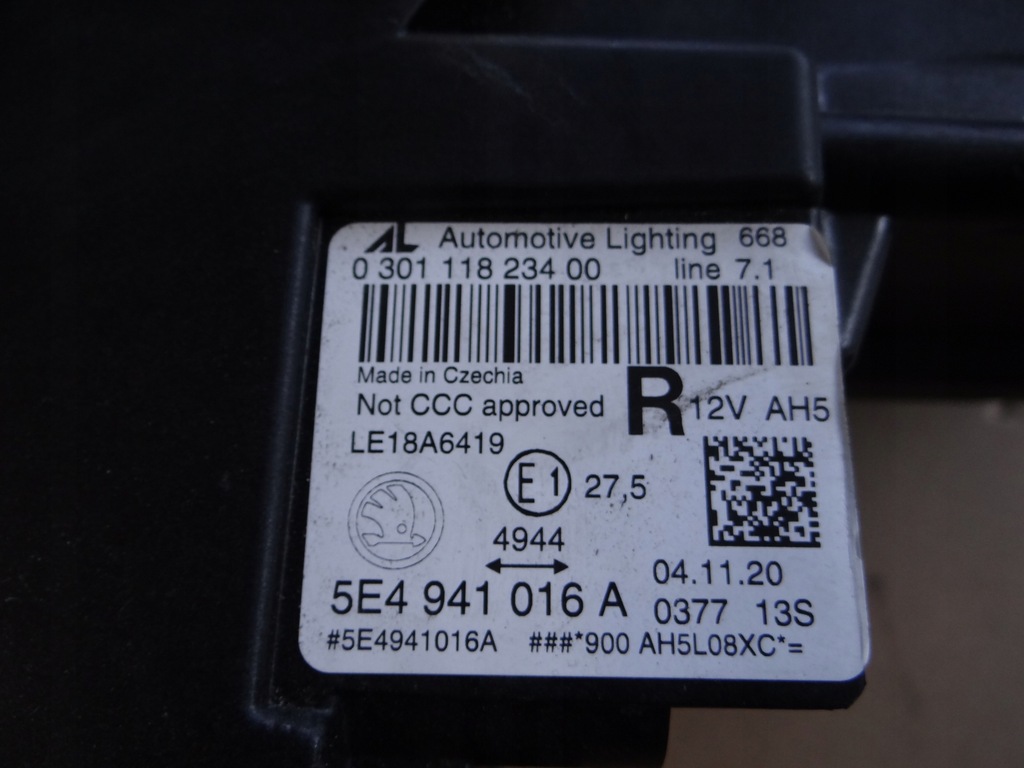 AL Automotive Lighting 668
0 301 118 234 00 line 7.1
Made in Czechia
Not CCC approved R 12V AH5
LE18A6419
E1 27,5
4944
5E4 941 016 A
04.11.20
0377 13S
#5E4941016A ###*900 AH5L08XC*=